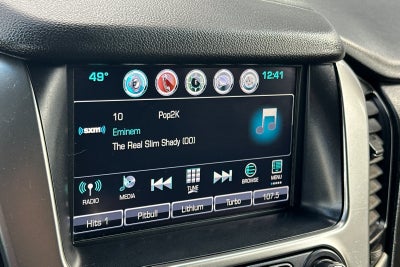 49° 12:41
10 Pop2K
((sxm)) Eminem
The Real Slim Shady (00)
RADIO MEDIA TUNE BROWSE MENU
Hits 1 Pitbull Lithium Turbo 107.5